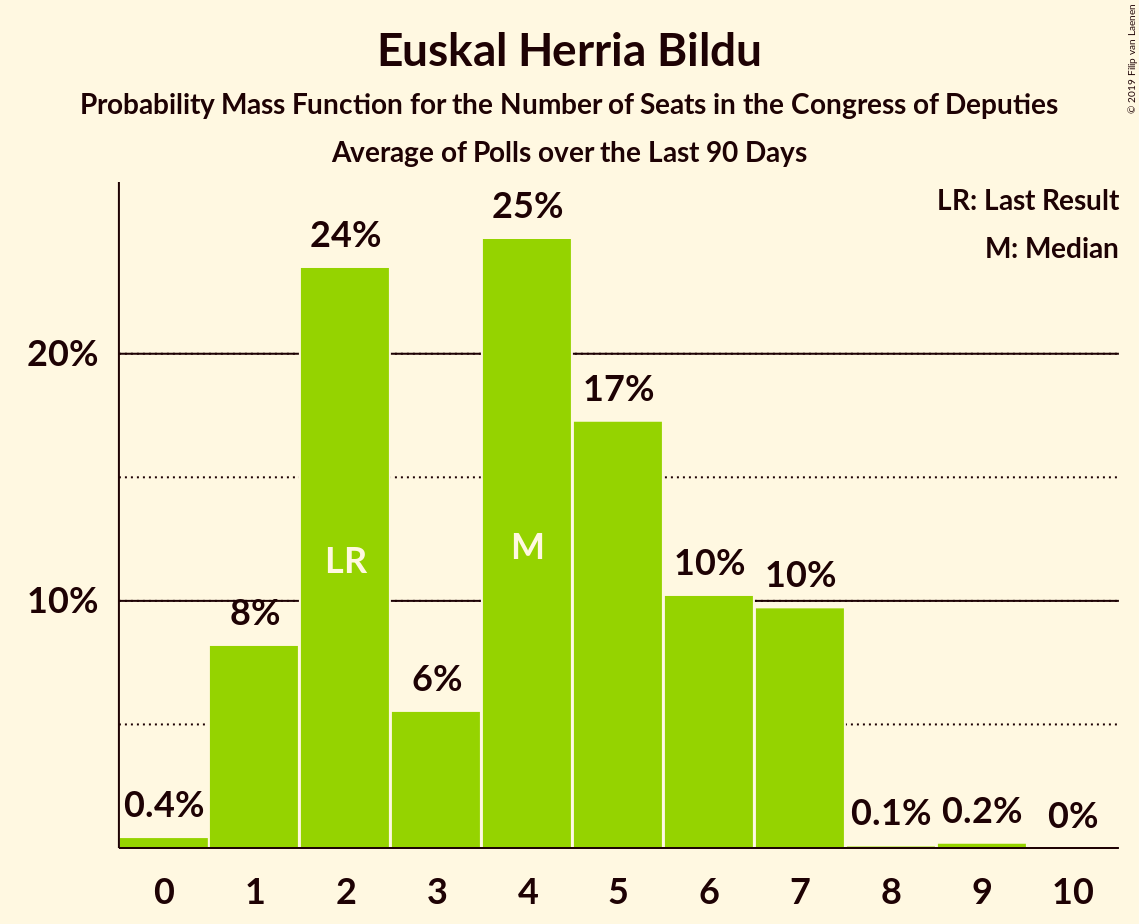 Euskal Herria Bildu
Probability Mass Function for the Number of Seats in the Congress of Deputies
Average of Polls over the Last 90 Days
© 2019 Filip van Laenen
LR: Last Result
M: Median
25%
24%
20%
17%
LR
M
10%
10%
10%
8%
6%
0.4%
0.1%
0.2%
0%
0 1 2 3 4 5 6 7 8 9 10